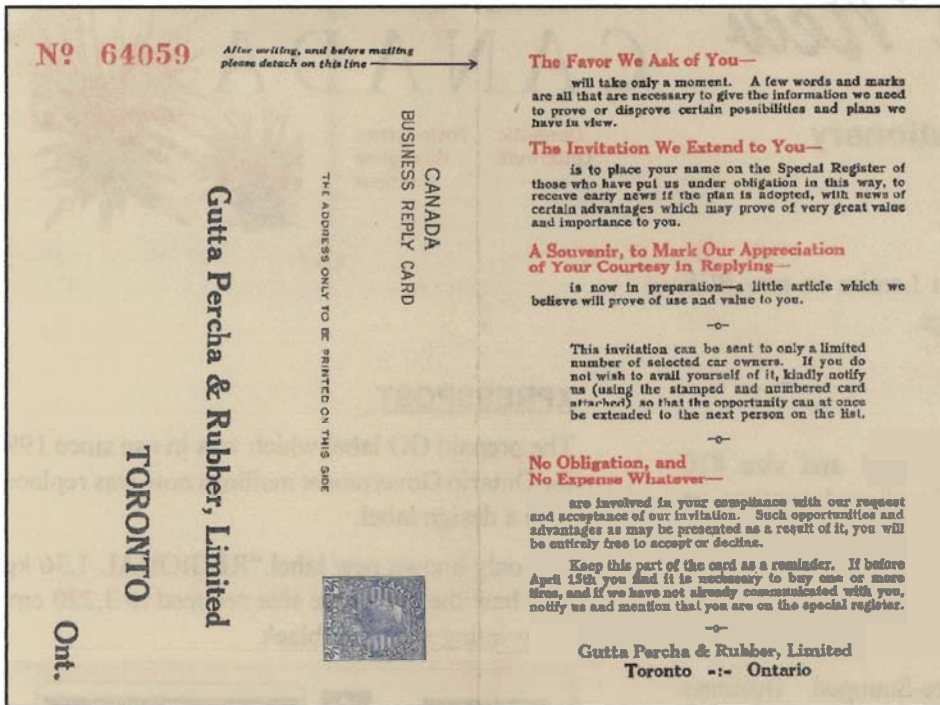 Nº 64059
After writing, and before mailing
please detach on this line
CANADA
BUSINESS REPLY CARD
THE ADDRESS ONLY TO BE PRINTED ON THIS SIDE
Gutta Percha & Rubber, Limited
TORONTO
Ont.
The Favor We Ask of You—
will take only a moment. A few words and marks
are all that are necessary to give the information we need
to prove or disprove certain possibilities and plans we
have in view.
The Invitation We Extend to You—
is to place your name on the Special Register of
those who have put us under obligation in this way, to
receive early news if the plan is adopted, with news of
certain advantages which may prove of very great value
and importance to you.
A Souvenir, to Mark Our Appreciation
of Your Courtesy in Replying—
is now in preparation—a little article which we
believe will prove of use and value to you.
—o—
This invitation can be sent to only a limited
number of selected car owners. If you do
not wish to avail yourself of it, kindly notify
us (using the stamped and numbered card
attached) so that the opportunity can at once
be extended to the next person on the list.
—o—
No Obligation, and
No Expense Whatever—
are involved in your compliance with our request
and acceptance of our invitation. Such opportunities and
advantages as may be presented as a result of it, you will
be entirely free to accept or decline.
Keep this part of the card as a reminder. If before
April 15th you find it is necessary to buy one or more
tires, and if we have not already communicated with you,
notify us and mention that you are on the special register.
—o—
Gutta Percha & Rubber, Limited
Toronto -:- Ontario